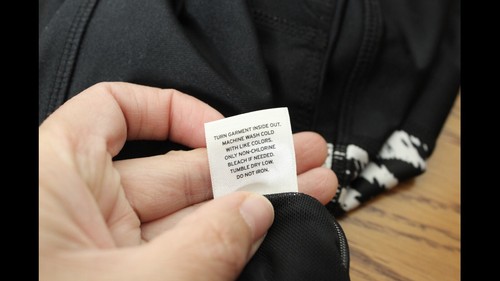 TURN GARMENT INSIDE OUT.
MACHINE WASH COLD
WITH LIKE COLORS.
ONLY NON-CHLORINE
BLEACH IF NEEDED.
TUMBLE DRY LOW.
DO NOT IRON.